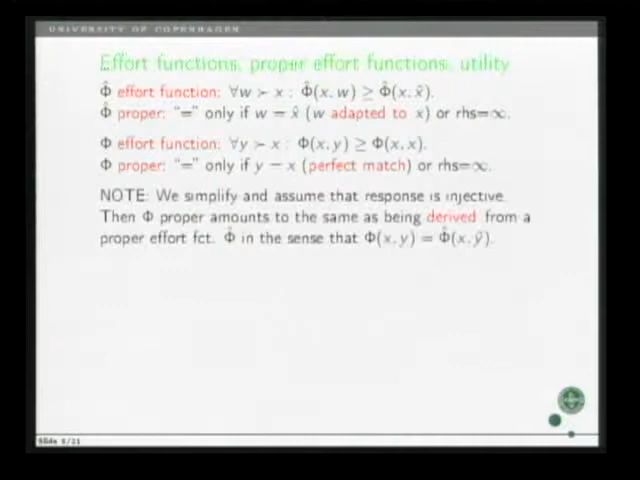 UNIVERSITY OF COPENHAGEN
Effort functions, proper effort functions, utility
Φ̂ effort function: ∀w ≻ x : Φ̂(x, w) ≥ Φ̂(x, x̂).
Φ̂ proper: "=" only if w = x̂ (w adapted to x) or rhs=∞.
Φ effort function: ∀y ≻ x : Φ(x, y) ≥ Φ(x, x).
Φ proper: "=" only if y = x (perfect match) or rhs=∞.
NOTE: We simplify and assume that response is injective.
Then Φ proper amounts to the same as being derived from a
proper effort fct. Φ̂ in the sense that Φ(x, y) = Φ̂(x, ŷ).
Slide /21